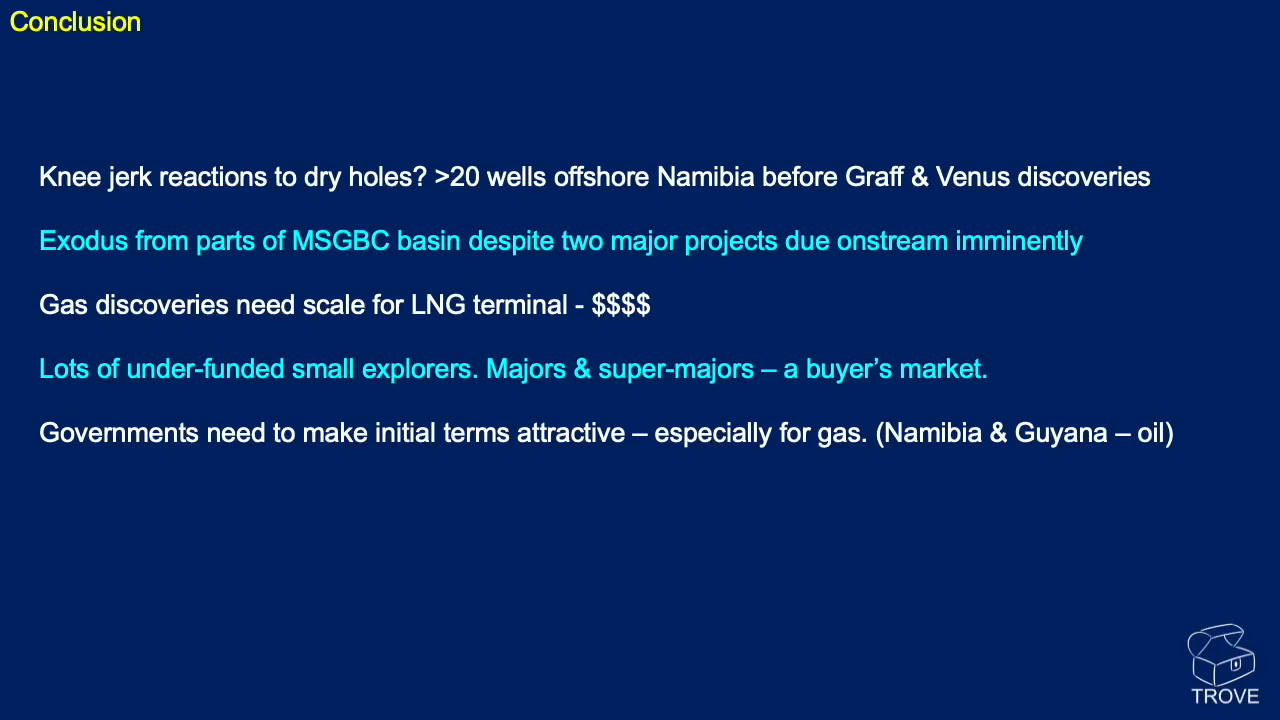 Conclusion
Knee jerk reactions to dry holes? >20 wells offshore Namibia before Graff & Venus discoveries
Exodus from parts of MSGBC basin despite two major projects due onstream imminently
Gas discoveries need scale for LNG terminal - $$$$
Lots of under-funded small explorers. Majors & super-majors – a buyer’s market.
Governments need to make initial terms attractive – especially for gas. (Namibia & Guyana – oil)
TROVE